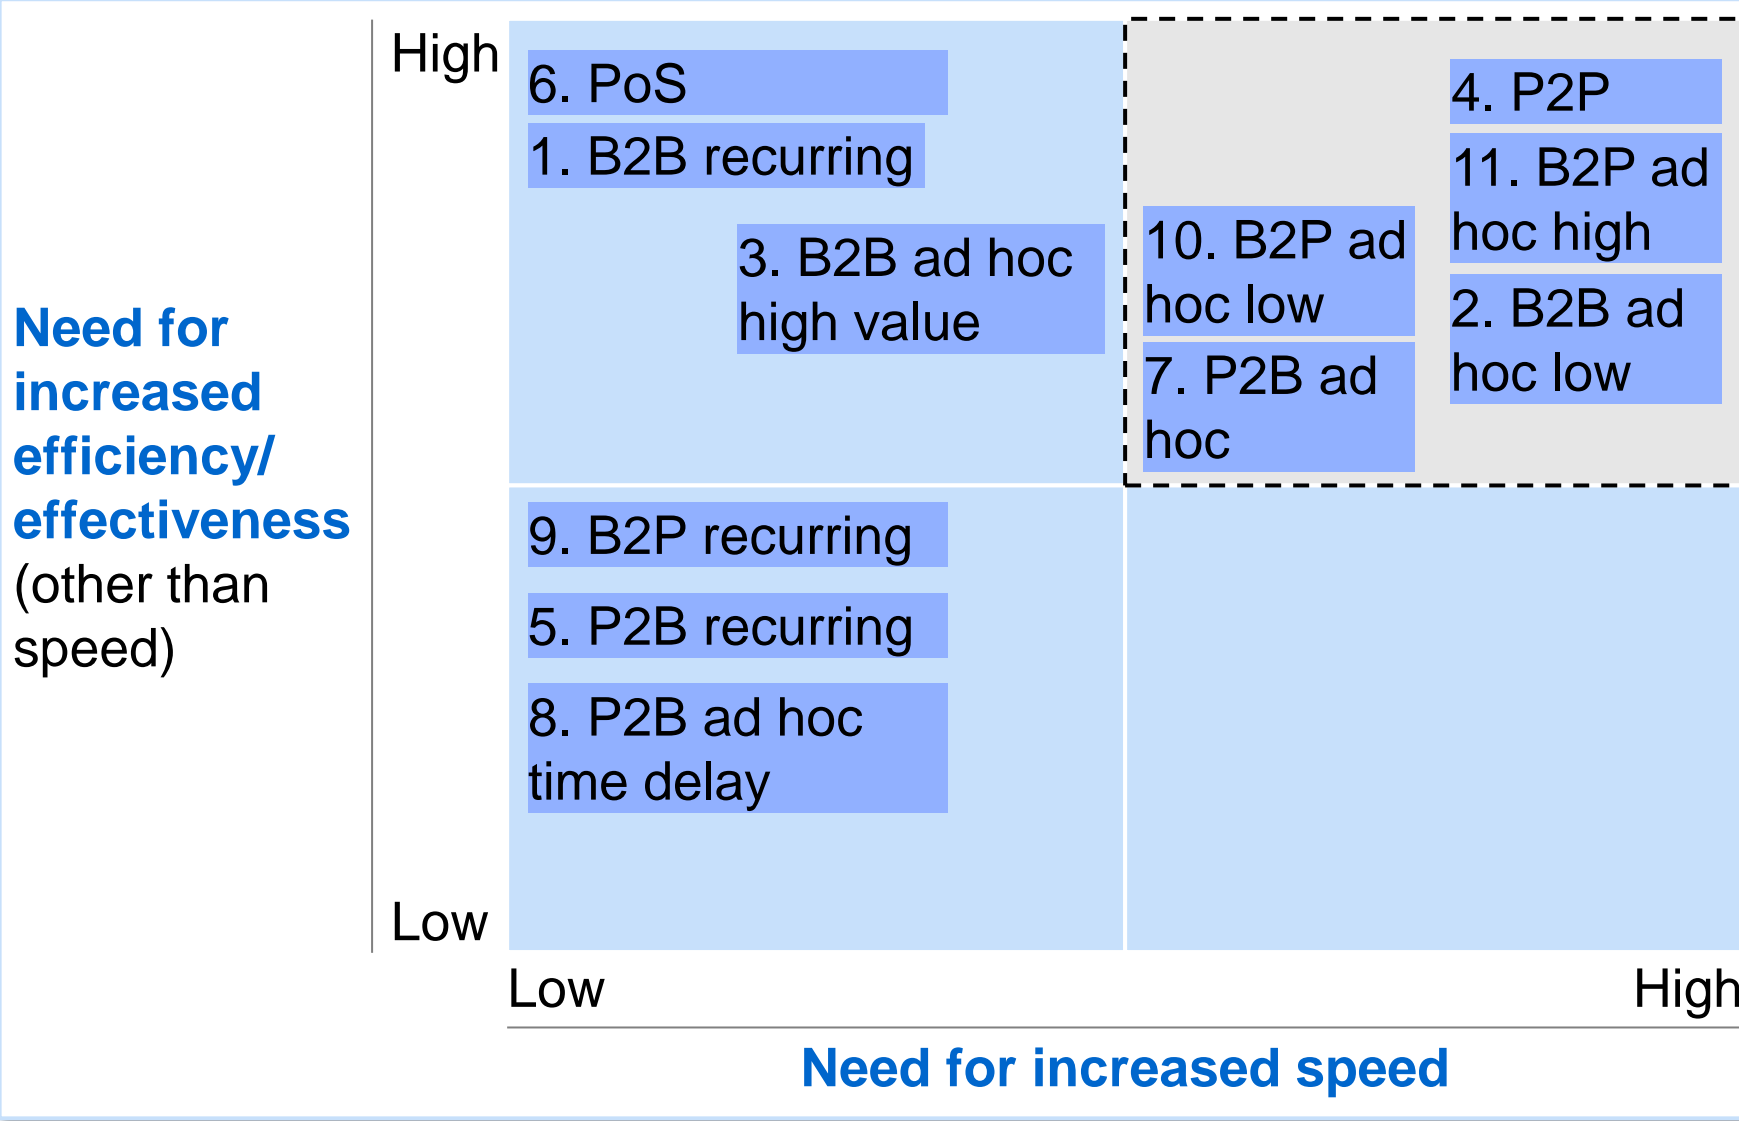 High
6. PoS
1. B2B recurring
3. B2B ad hoc
high value
4. P2P
11. B2P ad
hoc high
10. B2P ad
hoc low
2. B2B ad
hoc low
7. P2B ad
hoc
Need for
increased
efficiency/
effectiveness
(other than
speed)
9. B2P recurring
5. P2B recurring
8. P2B ad hoc
time delay
Low
Low
High
Need for increased speed